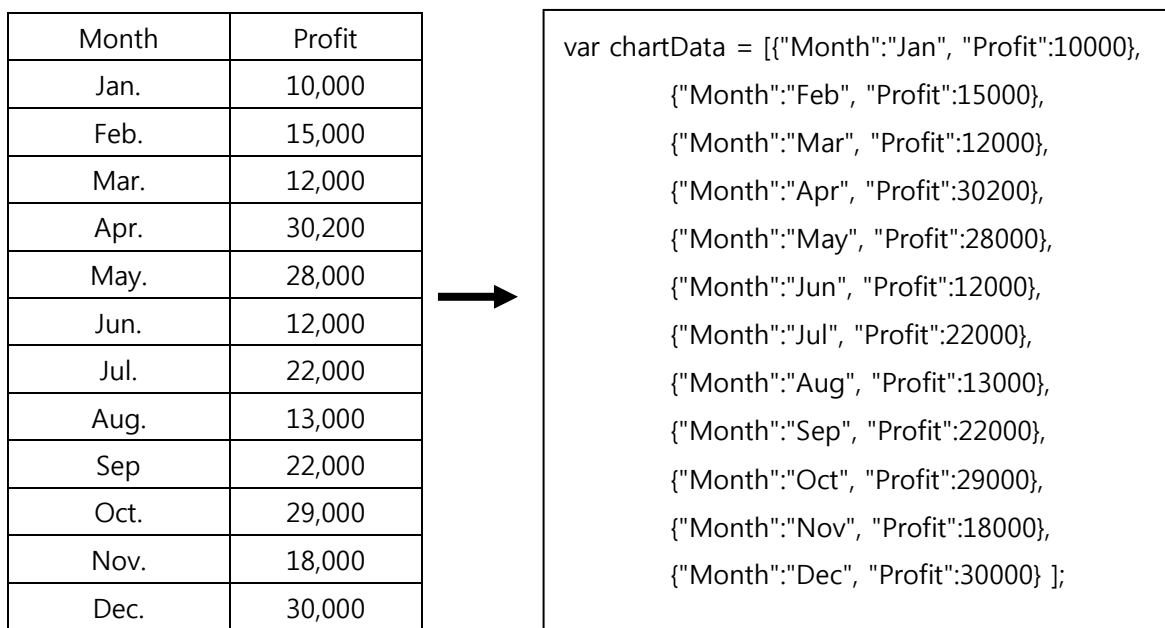 Month Profit
Jan. 10,000
Feb. 15,000
Mar. 12,000
Apr. 30,200
May. 28,000
Jun. 12,000
Jul. 22,000
Aug. 13,000
Sep 22,000
Oct. 29,000
Nov. 18,000
Dec. 30,000
var chartData = [{"Month":"Jan", "Profit":10000},
{"Month":"Feb", "Profit":15000},
{"Month":"Mar", "Profit":12000},
{"Month":"Apr", "Profit":30200},
{"Month":"May", "Profit":28000},
{"Month":"Jun", "Profit":12000},
{"Month":"Jul", "Profit":22000},
{"Month":"Aug", "Profit":13000},
{"Month":"Sep", "Profit":22000},
{"Month":"Oct", "Profit":29000},
{"Month":"Nov", "Profit":18000},
{"Month":"Dec", "Profit":30000} ];